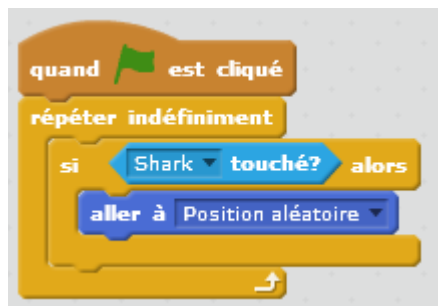 quand est cliqué
répéter indéfiniment
si Shark touché? alors
aller à Position aléatoire